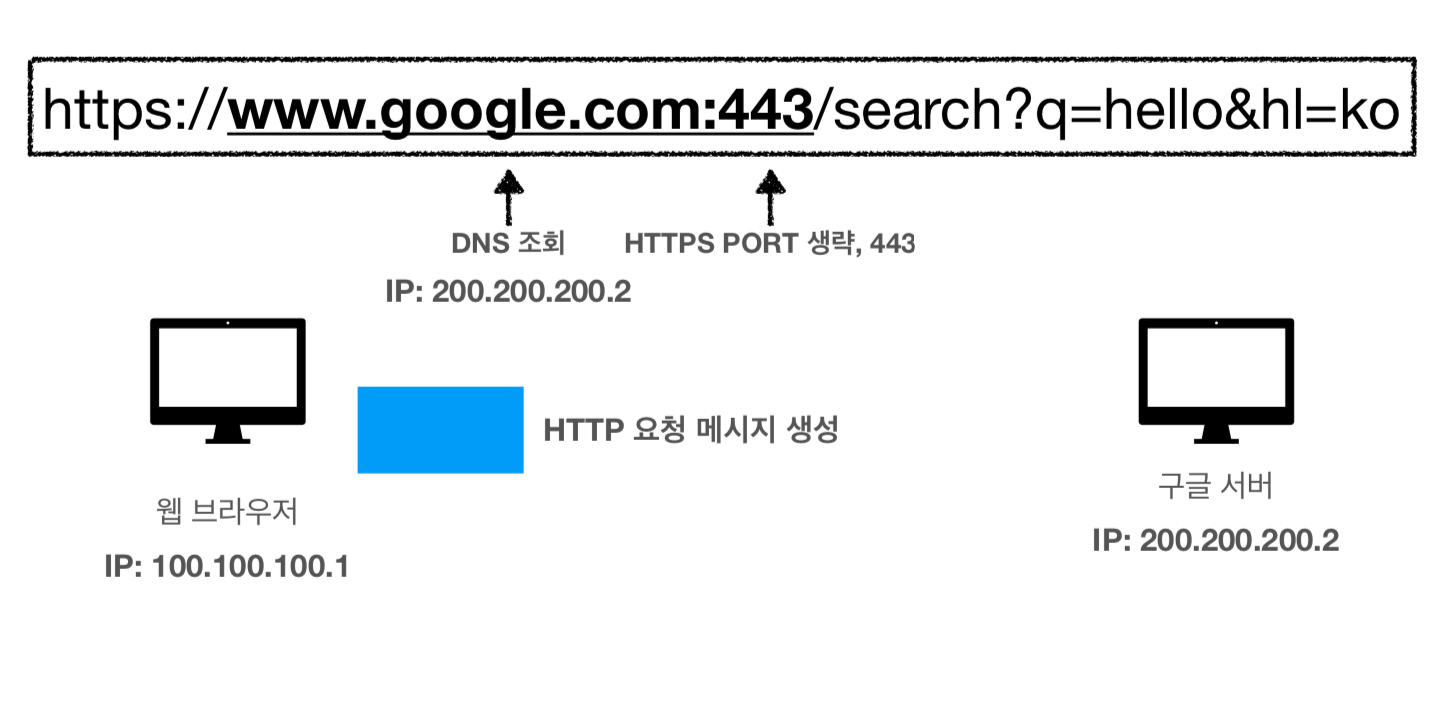 https://www.google.com:443/search?q=hello&hl=ko
DNS 조회
HTTPS PORT 생략, 443
IP: 200.200.200.2
HTTP 요청 메시지 생성
웹 브라우저
IP: 100.100.100.1
구글 서버
IP: 200.200.200.2